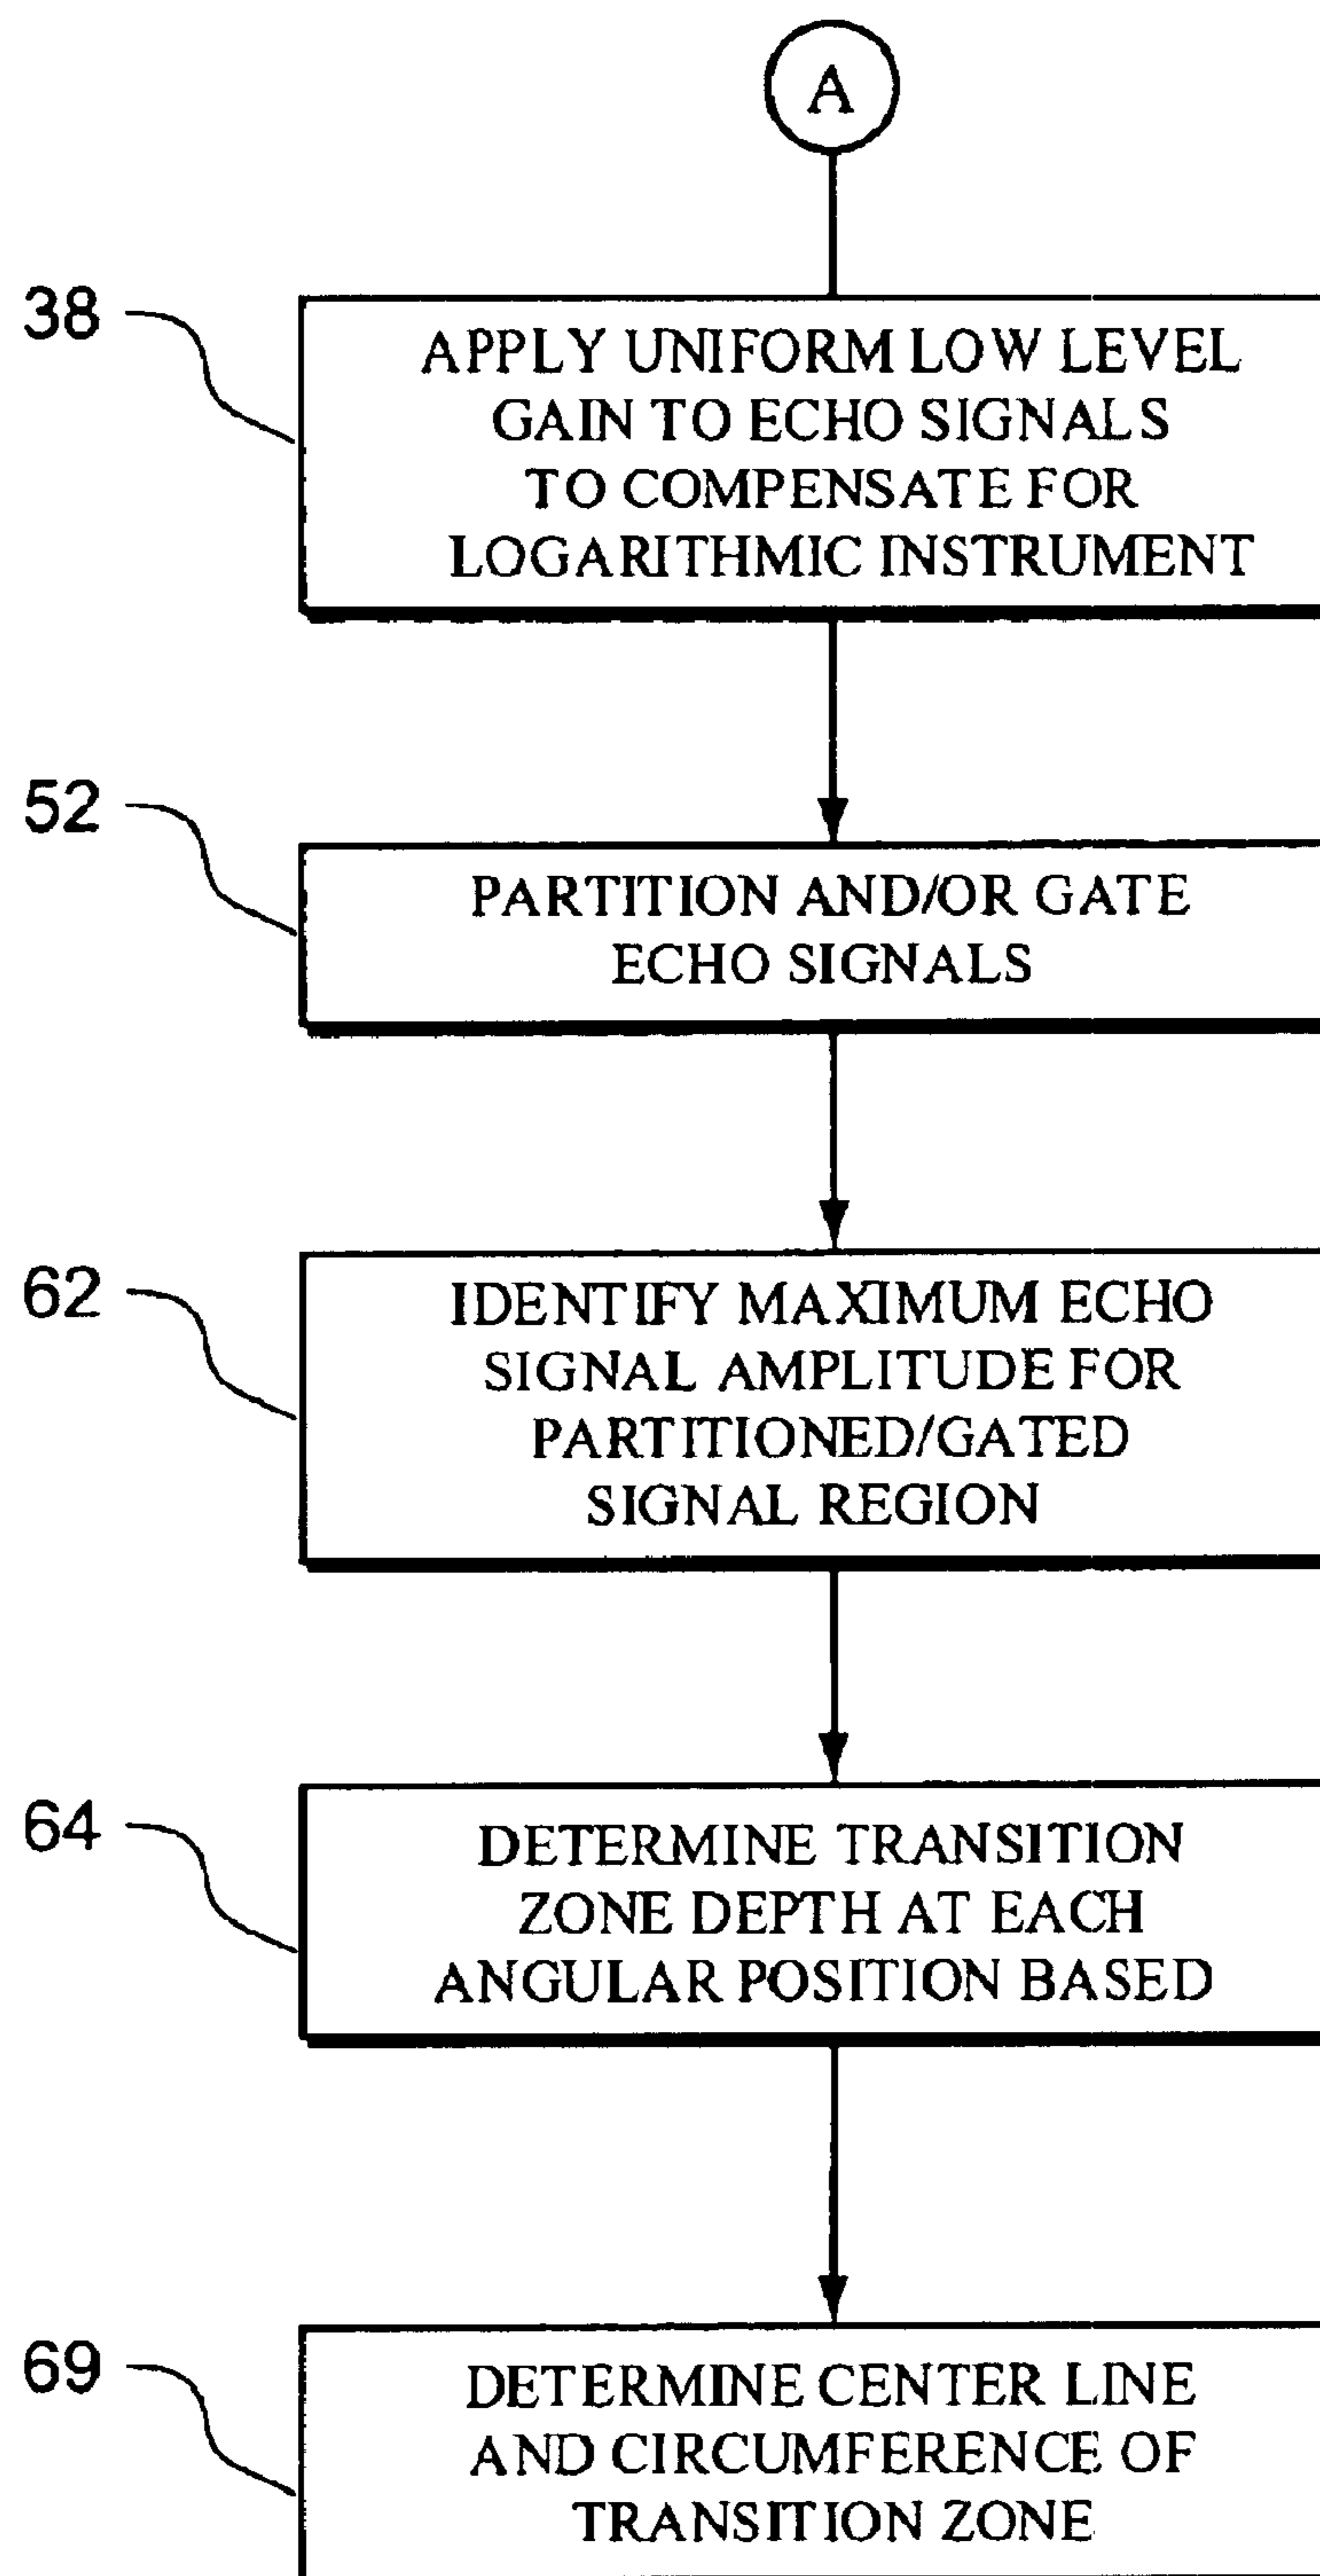 A
38
APPLY UNIFORM LOW LEVEL
GAIN TO ECHO SIGNALS
TO COMPENSATE FOR
LOGARITHMIC INSTRUMENT
52
PARTITION AND/OR GATE
ECHO SIGNALS
62
IDENTIFY MAXIMUM ECHO
SIGNAL AMPLITUDE FOR
PARTITIONED/GATED
SIGNAL REGION
64
DETERMINE TRANSITION
ZONE DEPTH AT EACH
ANGULAR POSITION BASED
69
DETERMINE CENTER LINE
AND CIRCUMFERENCE OF
TRANSITION ZONE